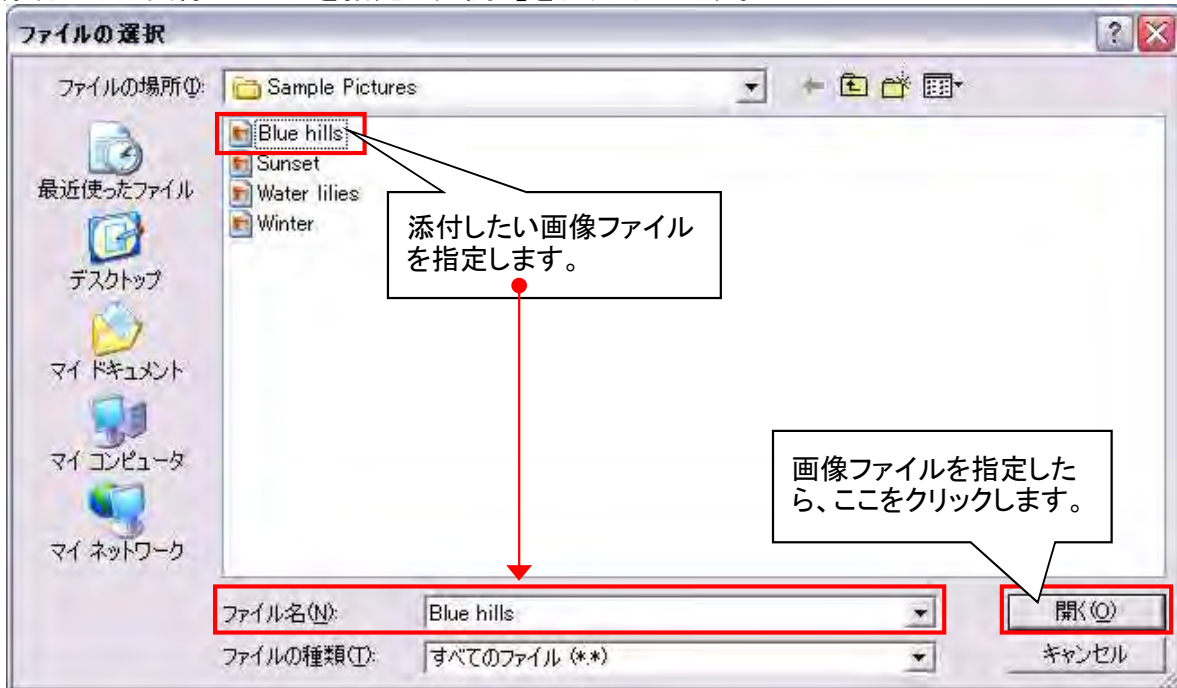 ファイルの選択
ファイルの場所(I):
Sample Pictures
Blue hills
Sunset
Water lilies
Winter
最近使ったファイル
デスクトップ
マイ ドキュメント
マイ コンピュータ
マイ ネットワーク
添付したい画像ファイル
を指定します。
画像ファイルを指定した
ら、ここをクリックします。
ファイル名(N):
Blue hills
開く(O)
ファイルの種類(T):
すべてのファイル (*.*)
キャンセル